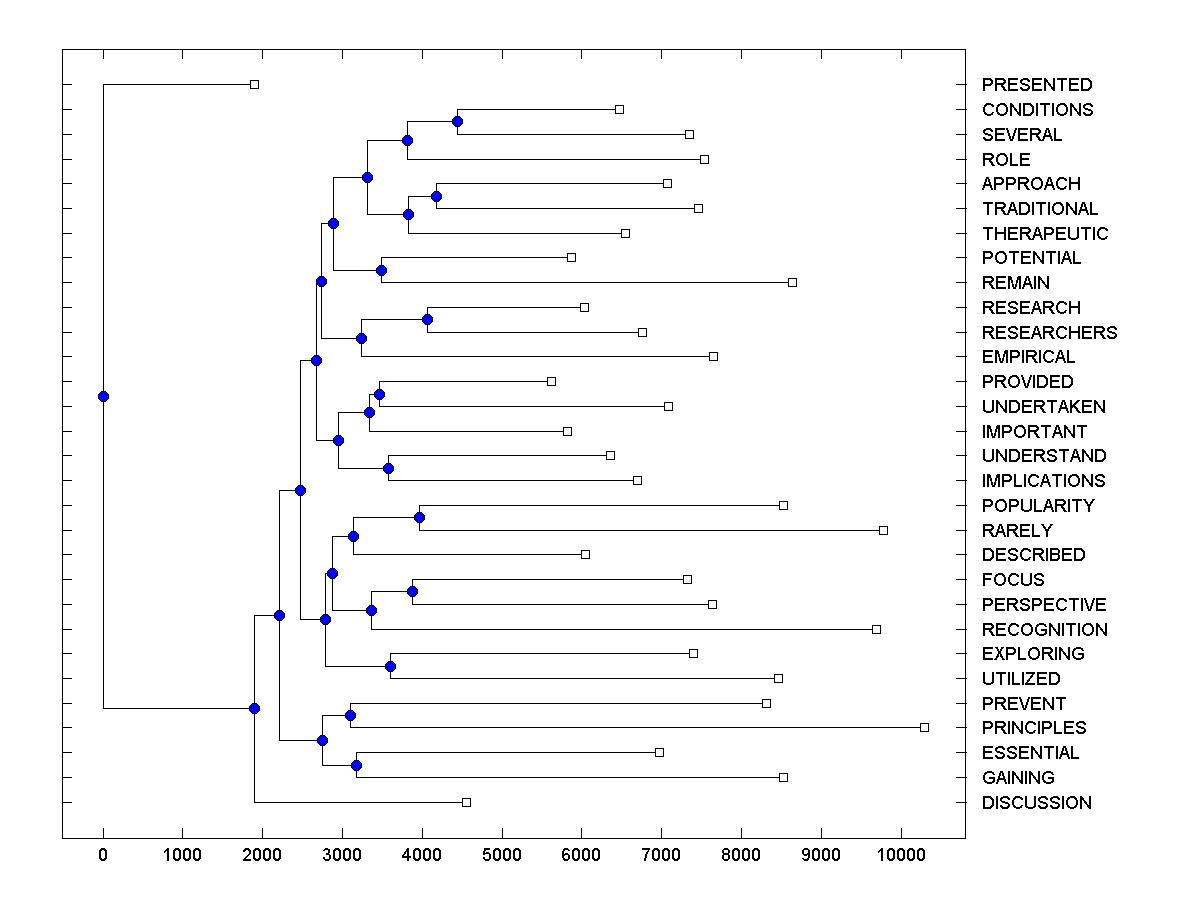 PRESENTED
CONDITIONS
SEVERAL
ROLE
APPROACH
TRADITIONAL
THERAPEUTIC
POTENTIAL
REMAIN
RESEARCH
RESEARCHERS
EMPIRICAL
PROVIDED
UNDERTAKEN
IMPORTANT
UNDERSTAND
IMPLICATIONS
POPULARITY
RARELY
DESCRIBED
FOCUS
PERSPECTIVE
RECOGNITION
EXPLORING
UTILIZED
PREVENT
PRINCIPLES
ESSENTIAL
GAINING
DISCUSSION
0 1000 2000 3000 4000 5000 6000 7000 8000 9000 10000